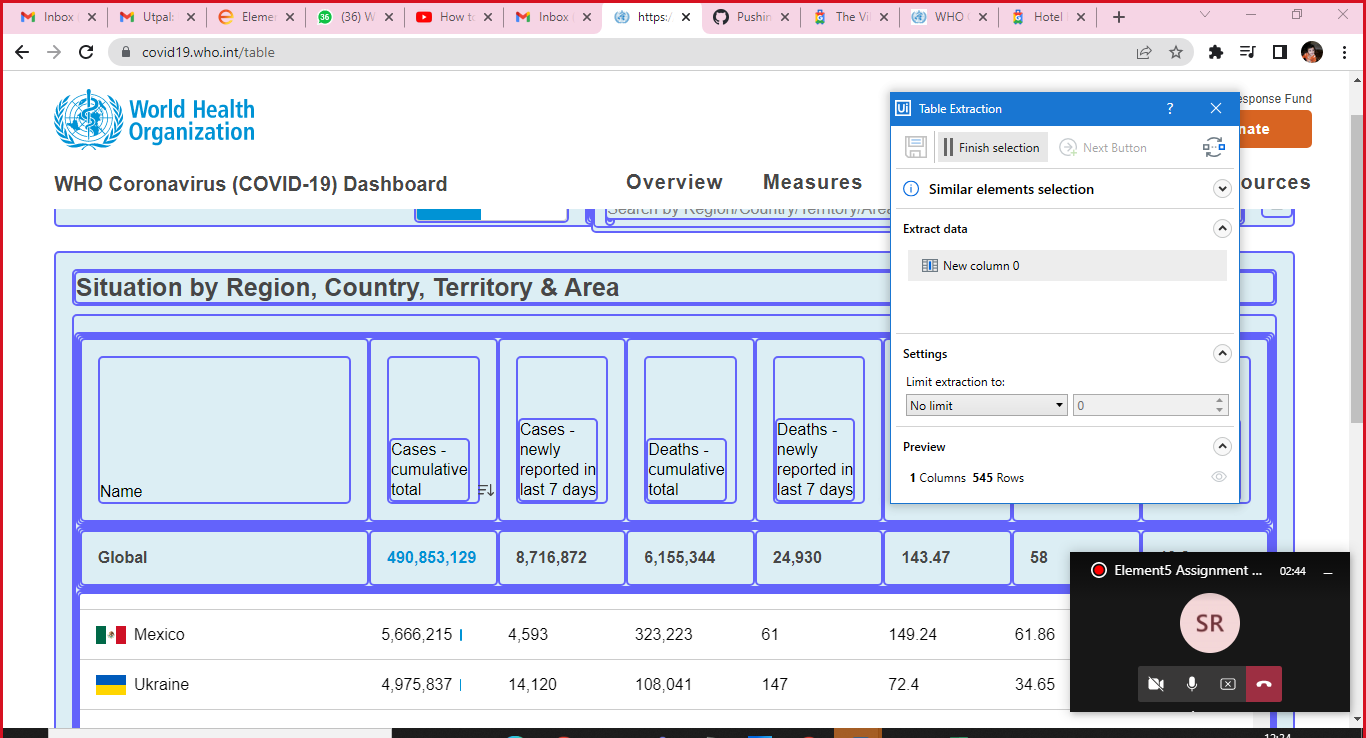 Inbox
Utpal:
Eleme
36
(36) W
How to
Inbox
https:/
Pushin
The Vi
WHO C
Hotel
covid19.who.int/table
World Health
Organization
esponse Fund
nate
WHO Coronavirus (COVID-19) Dashboard
Overview
Measures
ources
Search by Region/Country/Territory/Area
Situation by Region, Country, Territory & Area
Name
Cases -
cumulative
total
Cases -
newly
reported in
last 7 days
Deaths -
cumulative
total
Deaths -
newly
reported in
last 7 days
Global 490,853,129 8,716,872 6,155,344 24,930 143.47 58
Mexico 5,666,215 4,593 323,223 61 149.24 61.86
Ukraine 4,975,837 14,120 108,041 147 72.4 34.65
Ui Table Extraction ?
Finish selection Next Button
Similar elements selection
Extract data
New column 0
Settings
Limit extraction to:
No limit 0
Preview
1 Columns 545 Rows
Element5 Assignment ... 02:44
SR